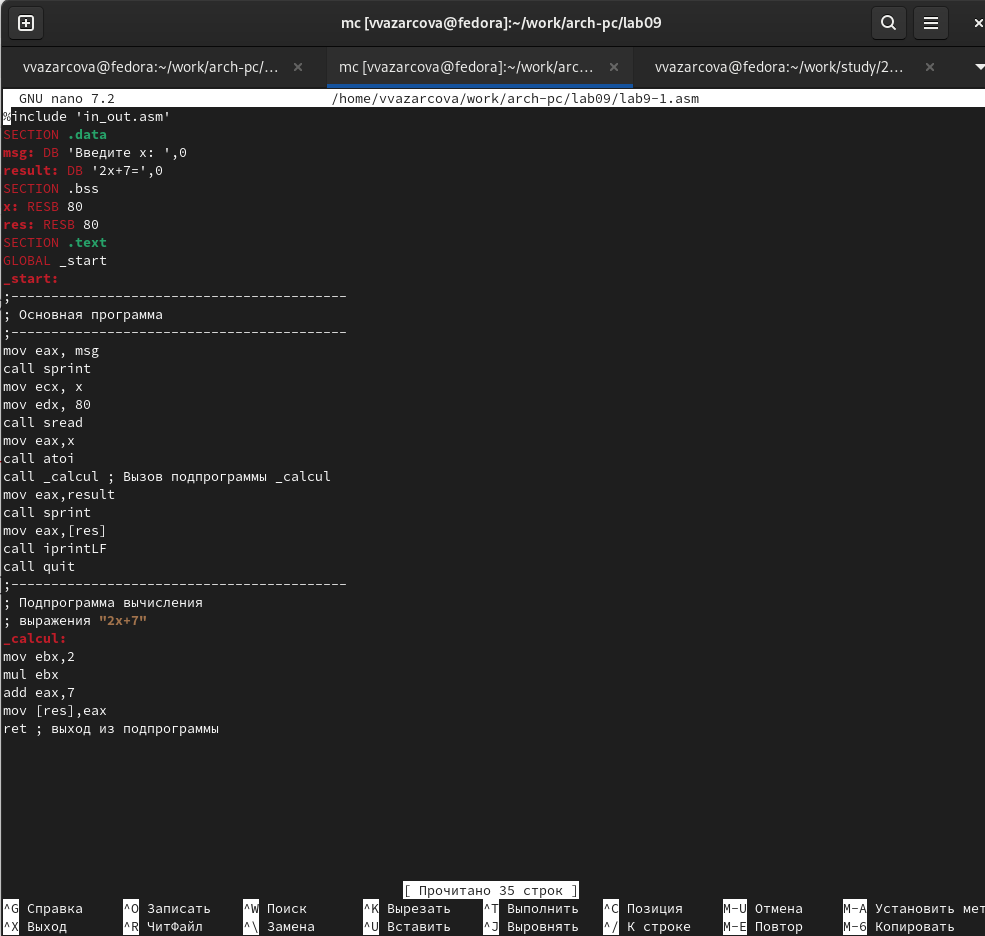 mc [vvazarcova@fedora]:~/work/arch-pc/lab09
vvazarcova@fedora:~/work/arch-pc/... × mc [vvazarcova@fedora]:~/work/arc... × vvazarcova@fedora:~/work/study/2... ×
GNU nano 7.2 /home/vvazarcova/work/arch-pc/lab09/lab9-1.asm
%include 'in_out.asm'
SECTION .data
msg: DB 'Введите x: ',0
result: DB '2x+7=',0
SECTION .bss
x: RESB 80
res: RESB 80
SECTION .text
GLOBAL _start
_start:
;------------------------------------------
; Основная программа
;------------------------------------------
mov eax, msg
call sprint
mov ecx, x
mov edx, 80
call sread
mov eax,x
call atoi
call _calcul ; Вызов подпрограммы _calcul
mov eax,result
call sprint
mov eax,[res]
call iprintLF
call quit
;------------------------------------------
; Подпрограмма вычисления
; выражения "2x+7"
_calcul:
mov ebx,2
mul ebx
add eax,7
mov [res],eax
ret ; выход из подпрограммы
[ Прочитано 35 строк ]
^G Справка ^O Записать ^W Поиск ^K Вырезать ^T Выполнить ^C Позиция M-U Отмена M-A Установить мет
^X Выход ^R ЧитФайл ^\ Замена ^U Вставить ^J Выровнять ^/ К строке M-E Повтор M-6 Копировать